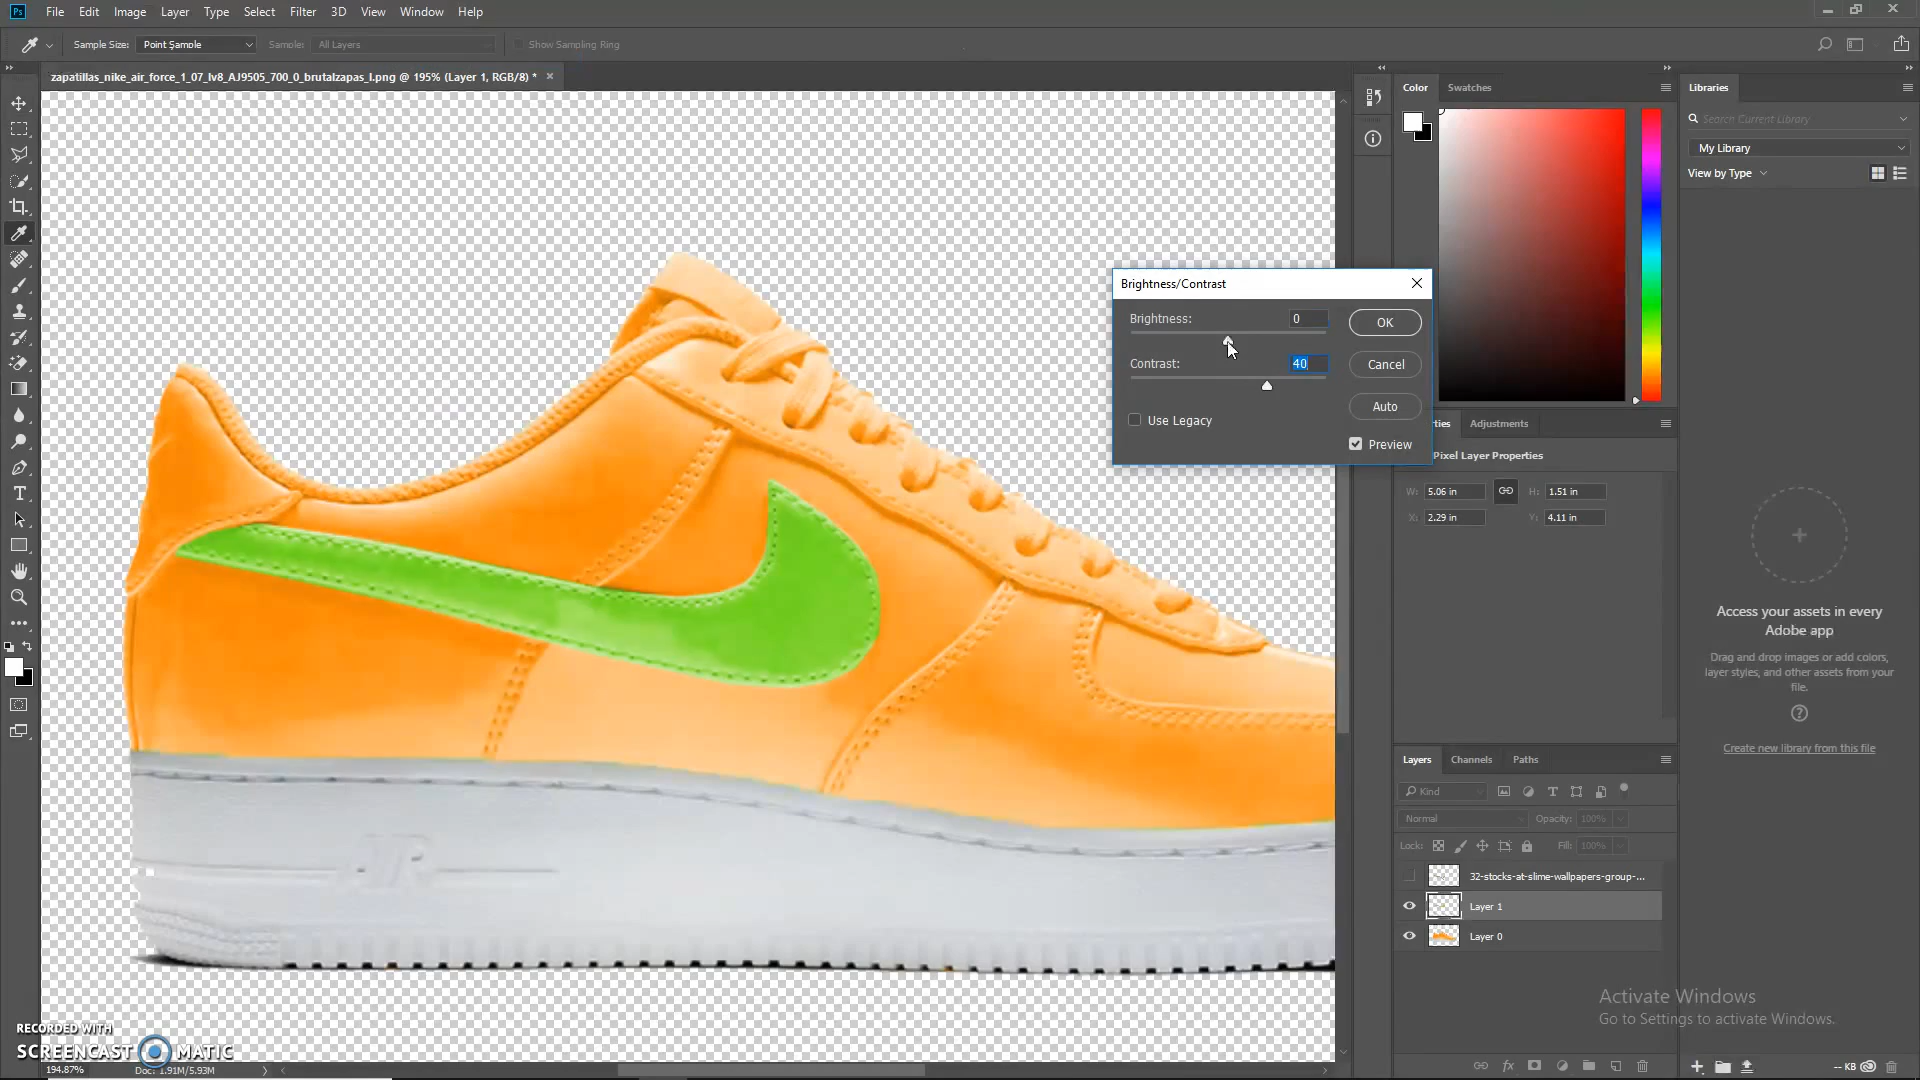 Ps File Edit Image Layer Type Select Filter 3D View Window Help
Sample Size: Point Sample Sample: All Layers Show Sampling Ring
zapatillas_nike_air_force_1_07_lv8_AJ9505_700_0_brutalzapas_l.png @ 195% (Layer 1, RGB/8) *
Color Swatches
Libraries
Search Current Library
My Library
View by Type
Brightness/Contrast
Brightness: 0
OK
Contrast: 40
Cancel
Auto
Use Legacy
Preview
ties Adjustments
Pixel Layer Properties
W: 5.06 in H: 1.51 in
X: 2.29 in Y: 4.11 in
Access your assets in every
Adobe app
Drag and drop images or add colors,
layer styles, and other assets from your
file.
Create new library from this file
Layers Channels Paths
Kind
Normal Opacity: 100%
Lock: Fill: 100%
32-stocks-at-slime-wallpapers-group-...
Layer 1
Layer 0
AIR
Activate Windows
Go to Settings to activate Windows.
RECORDED WITH
SCREENCAST MATIC
194.87% Doc: 1.91M/5.93M
-- KB